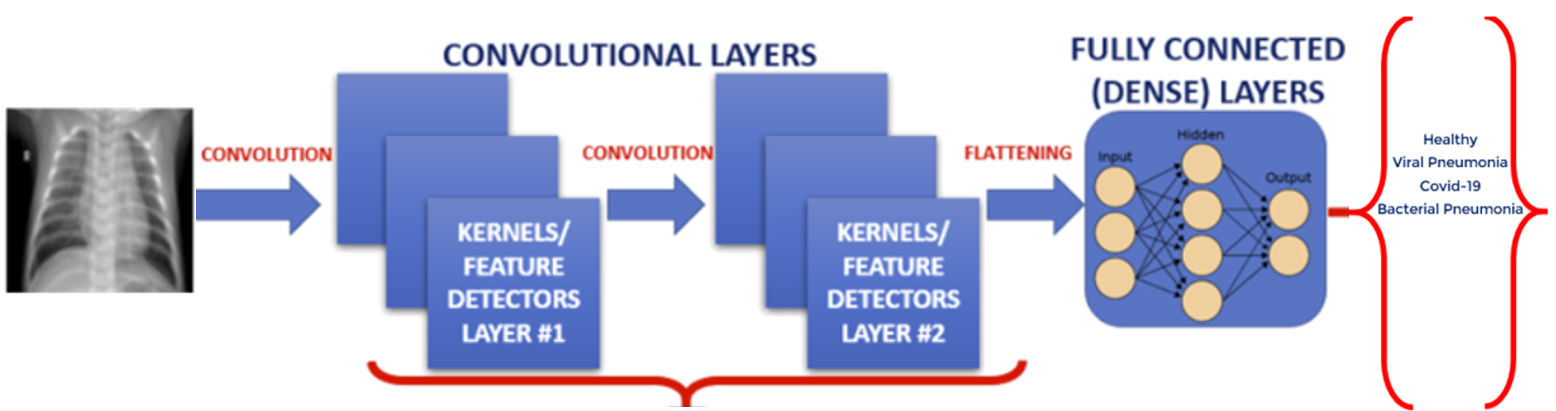 CONVOLUTIONAL LAYERS
CONVOLUTION
KERNELS/
FEATURE
DETECTORS
LAYER #1
CONVOLUTION
KERNELS/
FEATURE
DETECTORS
LAYER #2
FLATTENING
FULLY CONNECTED
(DENSE) LAYERS
Input
Hidden
Output
Healthy
Viral Pneumonia
Covid-19
Bacterial Pneumonia